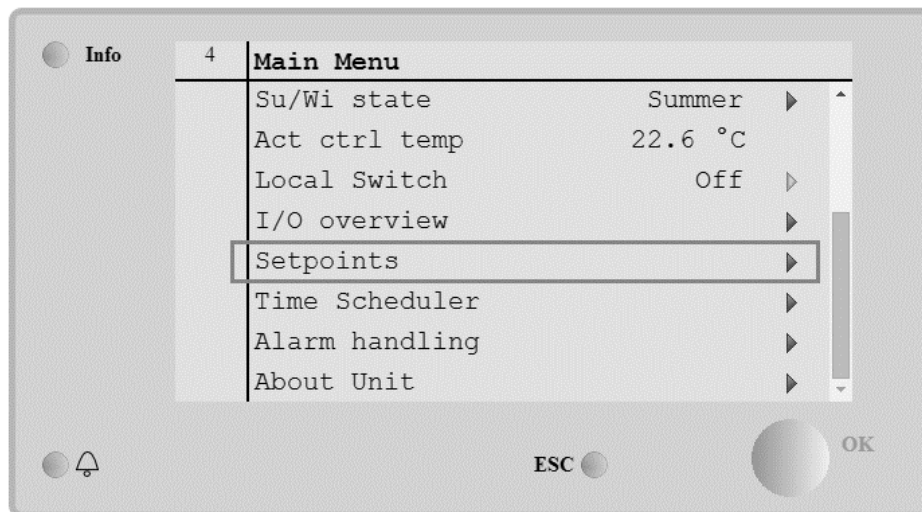 Info
4 Main Menu
Su/Wi state Summer
Act ctrl temp 22.6 °C
Local Switch Off
I/O overview
Setpoints
Time Scheduler
Alarm handling
About Unit
ESC
OK